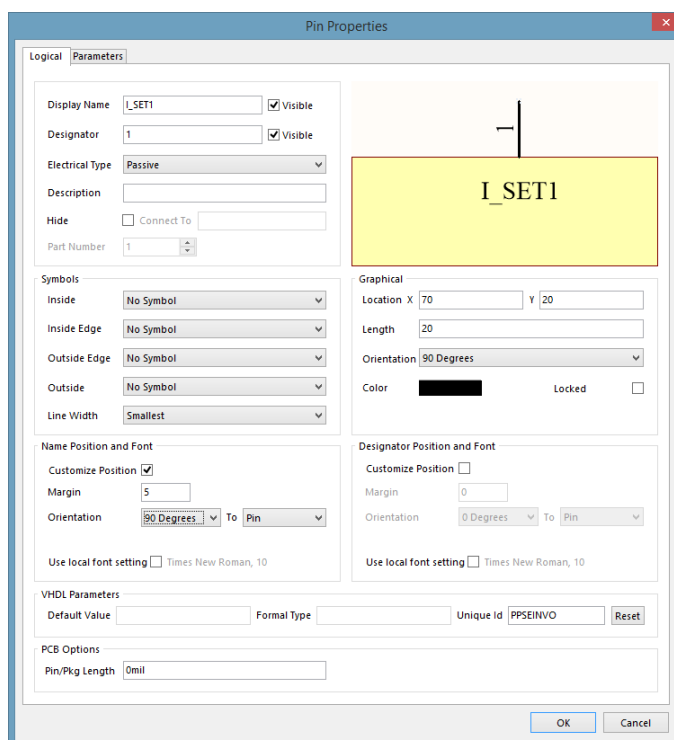 Pin Properties
Logical Parameters
Display Name I_SET1 Visible
Designator 1 Visible
Electrical Type Passive
Description
Hide Connect To
Part Number 1
1
I_SET1
Symbols
Inside No Symbol
Inside Edge No Symbol
Outside Edge No Symbol
Outside No Symbol
Line Width Smallest
Graphical
Location X 70 Y 20
Length 20
Orientation 90 Degrees
Color Locked
Name Position and Font
Customize Position
Margin 5
Orientation 90 Degrees To Pin
Use local font setting Times New Roman, 10
Designator Position and Font
Customize Position
Margin 0
Orientation 0 Degrees To Pin
Use local font setting Times New Roman, 10
VHDL Parameters
Default Value Formal Type Unique Id PPSEINVO Reset
PCB Options
Pin/Pkg Length 0mil
OK Cancel